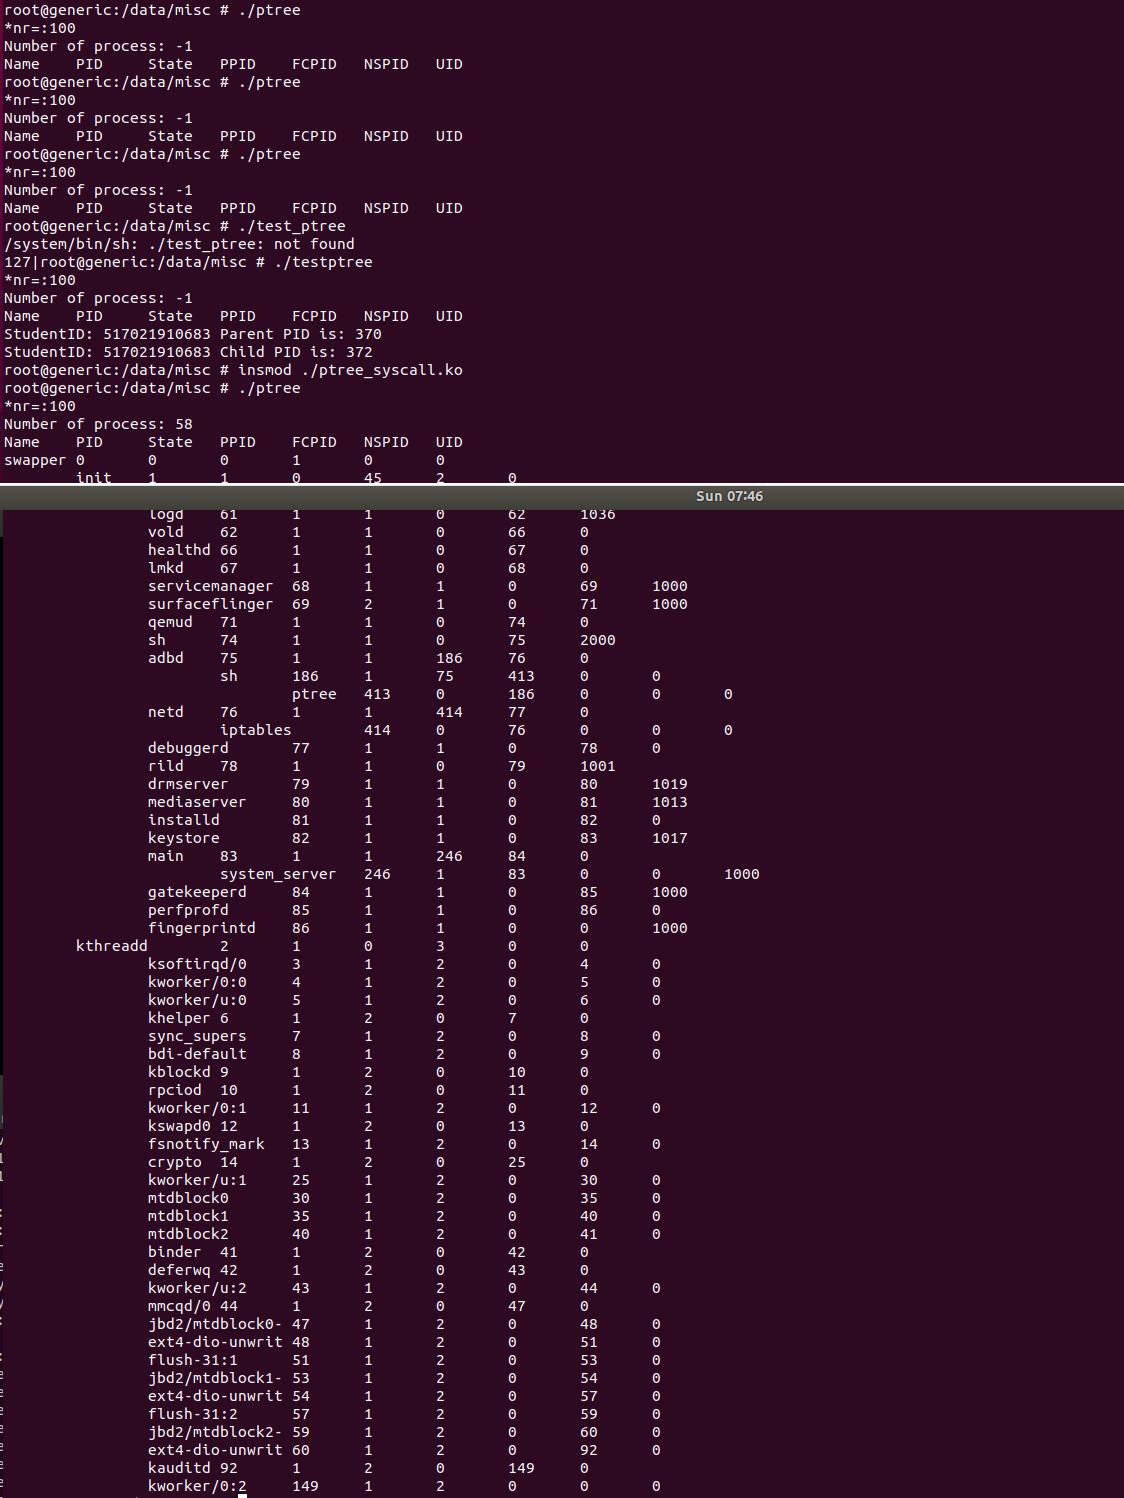 root@generic:/data/misc # ./ptree
*nr=:100
Number of process: -1
Name PID State PPID FCPID NSPID UID
root@generic:/data/misc # ./ptree
*nr=:100
Number of process: -1
Name PID State PPID FCPID NSPID UID
root@generic:/data/misc # ./ptree
*nr=:100
Number of process: -1
Name PID State PPID FCPID NSPID UID
root@generic:/data/misc # ./test_ptree
/system/bin/sh: ./test_ptree: not found
127|root@generic:/data/misc # ./testptree
*nr=:100
Number of process: -1
Name PID State PPID FCPID NSPID UID
StudentID: 517021910683 Parent PID is: 370
StudentID: 517021910683 Child PID is: 372
root@generic:/data/misc # insmod ./ptree_syscall.ko
root@generic:/data/misc # ./ptree
*nr=:100
Number of process: 58
Name PID State PPID FCPID NSPID UID
swapper 0 0 0 1 0 0
init 1 1 0 45 2 0
Sun 07:46
logd 61 1 1 0 62 1036
vold 62 1 1 0 66 0
healthd 66 1 1 0 67 0
lmkd 67 1 1 0 68 0
servicemanager 68 1 1 0 69 1000
surfaceflinger 69 2 1 0 71 1000
qemud 71 1 1 0 74 0
sh 74 1 1 0 75 2000
adbd 75 1 1 186 76 0
sh 186 1 75 413 0 0
ptree 413 0 186 0 0 0
netd 76 1 1 414 77 0
iptables 414 0 76 0 0 0
debuggerd 77 1 1 0 78 0
rild 78 1 1 0 79 1001
drmserver 79 1 1 0 80 1019
mediaserver 80 1 1 0 81 1013
installd 81 1 1 0 82 0
keystore 82 1 1 0 83 1017
main 83 1 1 246 84 0
system_server 246 1 83 0 0 1000
gatekeeperd 84 1 1 0 85 1000
perfprofd 85 1 1 0 86 0
fingerprintd 86 1 1 0 0 1000
kthreadd 2 1 0 3 0 0
ksoftirqd/0 3 1 2 0 4 0
kworker/0:0 4 1 2 0 5 0
kworker/u:0 5 1 2 0 6 0
khelper 6 1 2 0 7 0
sync_supers 7 1 2 0 8 0
bdi-default 8 1 2 0 9 0
kblockd 9 1 2 0 10 0
rpciod 10 1 2 0 11 0
kworker/0:1 11 1 2 0 12 0
kswapd0 12 1 2 0 13 0
fsnotify_mark 13 1 2 0 14 0
crypto 14 1 2 0 25 0
kworker/u:1 25 1 2 0 30 0
mtdblock0 30 1 2 0 35 0
mtdblock1 35 1 2 0 40 0
mtdblock2 40 1 2 0 41 0
binder 41 1 2 0 42 0
deferwq 42 1 2 0 43 0
kworker/u:2 43 1 2 0 44 0
mmcqd/0 44 1 2 0 47 0
jbd2/mtdblock0- 47 1 2 0 48 0
ext4-dio-unwrit 48 1 2 0 51 0
flush-31:1 51 1 2 0 53 0
jbd2/mtdblock1- 53 1 2 0 54 0
ext4-dio-unwrit 54 1 2 0 57 0
flush-31:2 57 1 2 0 59 0
jbd2/mtdblock2- 59 1 2 0 60 0
ext4-dio-unwrit 60 1 2 0 92 0
kauditd 92 1 2 0 149 0
kworker/0:2 149 1 2 0 0 0